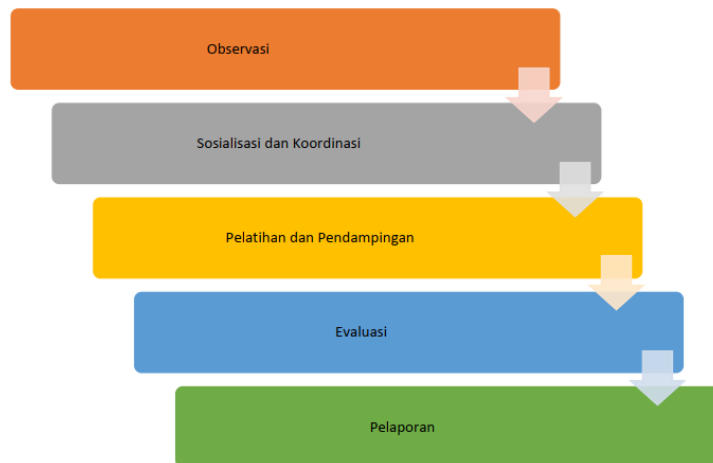 Observasi
Sosialisasi dan Koordinasi
Pelatihan dan Pendampingan
Evaluasi
Pelaporan